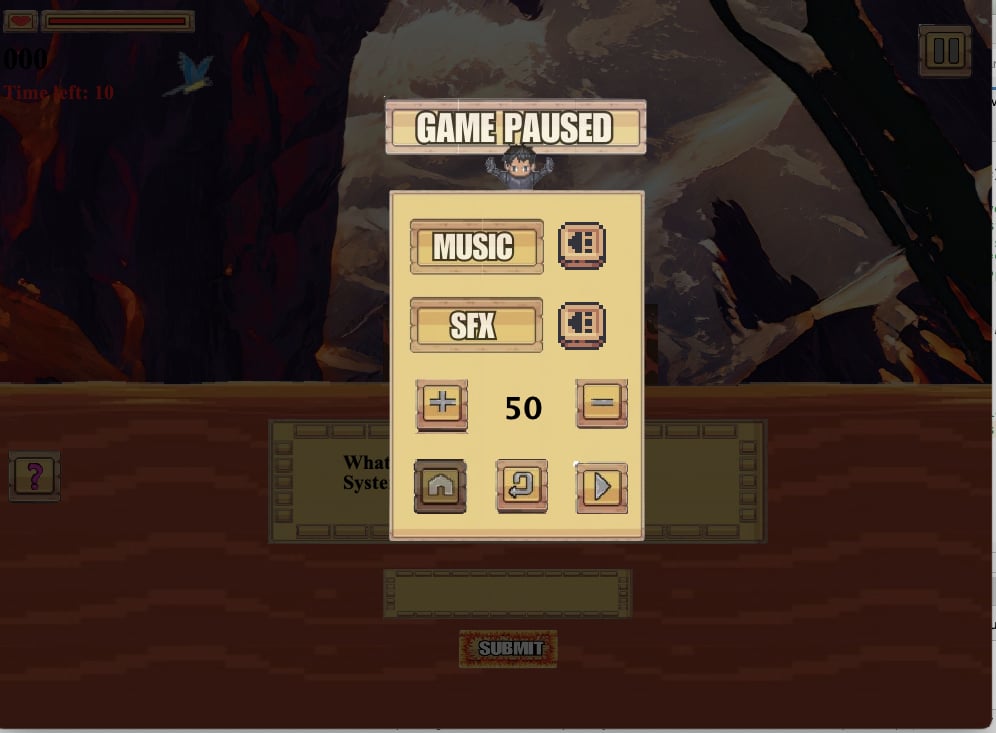 000
Time left: 10
GAME PAUSED
MUSIC
SFX
50
?
What
Syste
SUBMIT